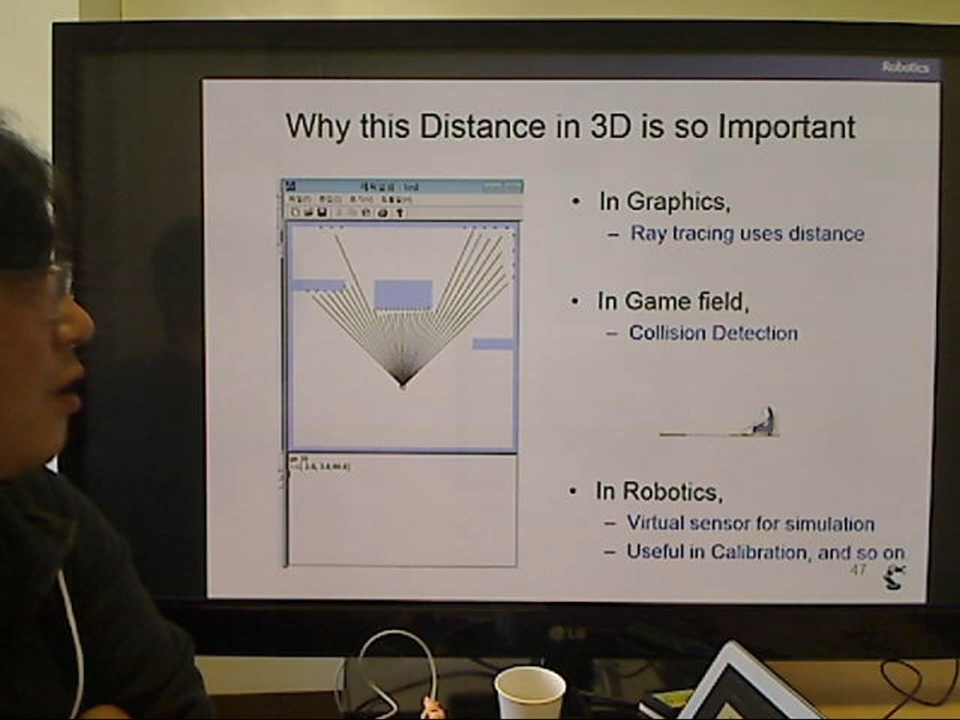 Robotics
Why this Distance in 3D is so Important
• In Graphics,
– Ray tracing uses distance
• In Game field,
– Collision Detection
• In Robotics,
– Virtual sensor for simulation
– Useful in Calibration, and so on
47
LG